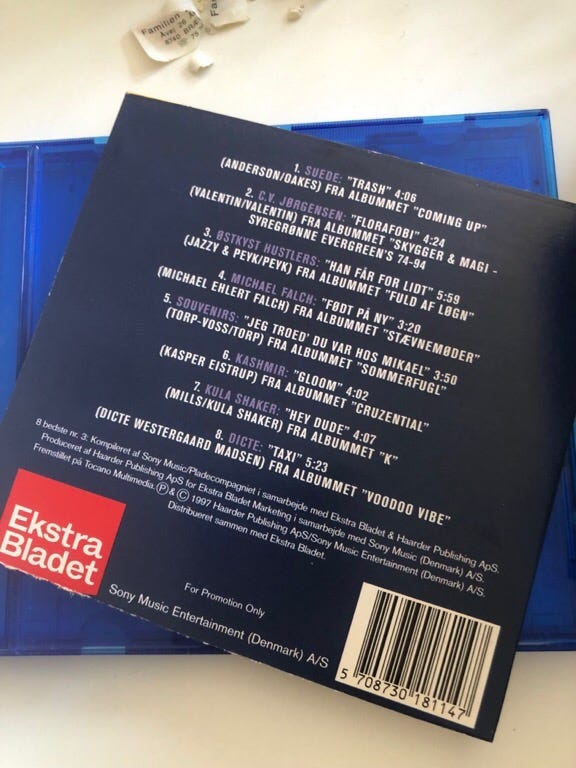 Familien
8740 BRÆ
75
Fa
1. SUEDE: "TRASH" 4:06
(ANDERSON/OAKES) FRA ALBUMMET "COMING UP"
2. C.V. JØRGENSEN: "FLORAFOBI" 4:24
(VALENTIN/VALENTIN) FRA ALBUMMET "SKYGGER & MAGI -
SYREGRØNNE EVERGREEN'S 74-94
3. ØSTKYST HUSTLERS: "HAN FÅR FOR LIDT" 5:59
(JAZZY & PEYK/PEYK) FRA ALBUMMET "FULD AF LØGN"
4. MICHAEL FALCH: "FØDT PÅ NY" 3:20
(MICHAEL EHLERT FALCH) FRA ALBUMMET "STÆVNEMØDER"
5. SOUVENIRS: "JEG TROED' DU VAR HOS MIKAEL" 3:50
(TORP-VOSS/TORP) FRA ALBUMMET "SOMMERFUGL"
6. KASHMIR: "GLOOM" 4:02
(KASPER EISTRUP) FRA ALBUMMET "CRUZENTIAL"
7. KULA SHAKER: "HEY DUDE" 4:07
(MILLS/KULA SHAKER) FRA ALBUMMET "K"
8. DICTE: "TAXI" 5:23
(DICTE WESTERGAARD MADSEN) FRA ALBUMMET "VOODOO VIBE"
8 bedste nr. 3: Kompileret af Sony Music/Pladecompagniet i samarbejde med Ekstra Bladet & Haarder Publishing ApS.
Produceret af Haarder Publishing ApS for Ekstra Bladet Marketing i samarbejde med Sony Music (Denmark) A/S.
Fremstillet på Tocano Multimedia. Ⓟ & © 1997 Haarder Publishing ApS/Sony Music Entertainment (Denmark) A/S.
Distribueret sammen med Ekstra Bladet.
Ekstra
Bladet
For Promotion Only
Sony Music Entertainment (Denmark) A/S
5 708730 181147